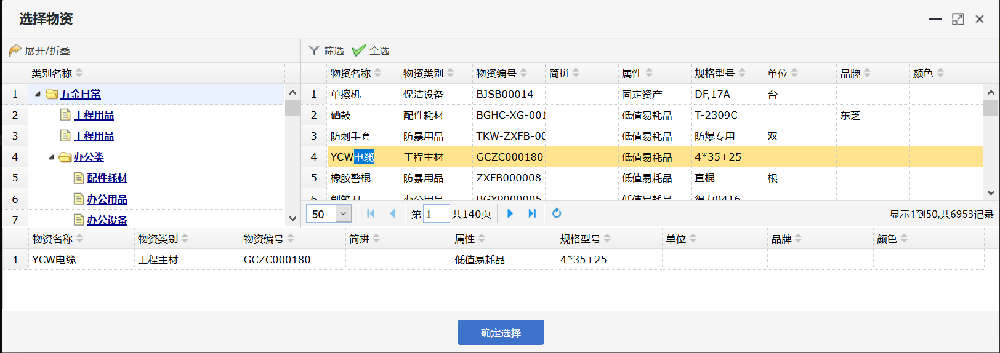 选择物资
展开/折叠
筛选 全选
类别名称
1 五金日常
2 工程用品
3 工程用品
4 办公类
5 配件耗材
6 办公用品
7 办公设备
物资名称 物资类别 物资编号 简拼 属性 规格型号 单位 品牌 颜色
1 单擦机 保洁设备 BJSB00014 固定资产 DF,17A 台
2 硒鼓 配件耗材 BGHC-XG-001 低值易耗品 T-2309C 东芝
3 防刺手套 防暴用品 TKW-ZXFB-00 低值易耗品 防爆专用 双
4 YCW电缆 工程主材 GCZC000180 低值易耗品 4*35+25
5 橡胶警棍 防暴用品 ZXFB000008 低值易耗品 直棍 根
6 削笔刀 办公用品 BGYP000005 低值易耗品 得力0416
50 第 1 共140页 显示1到50,共6953记录
物资名称 物资类别 物资编号 简拼 属性 规格型号 单位 品牌 颜色
1 YCW电缆 工程主材 GCZC000180 低值易耗品 4*35+25
确定选择